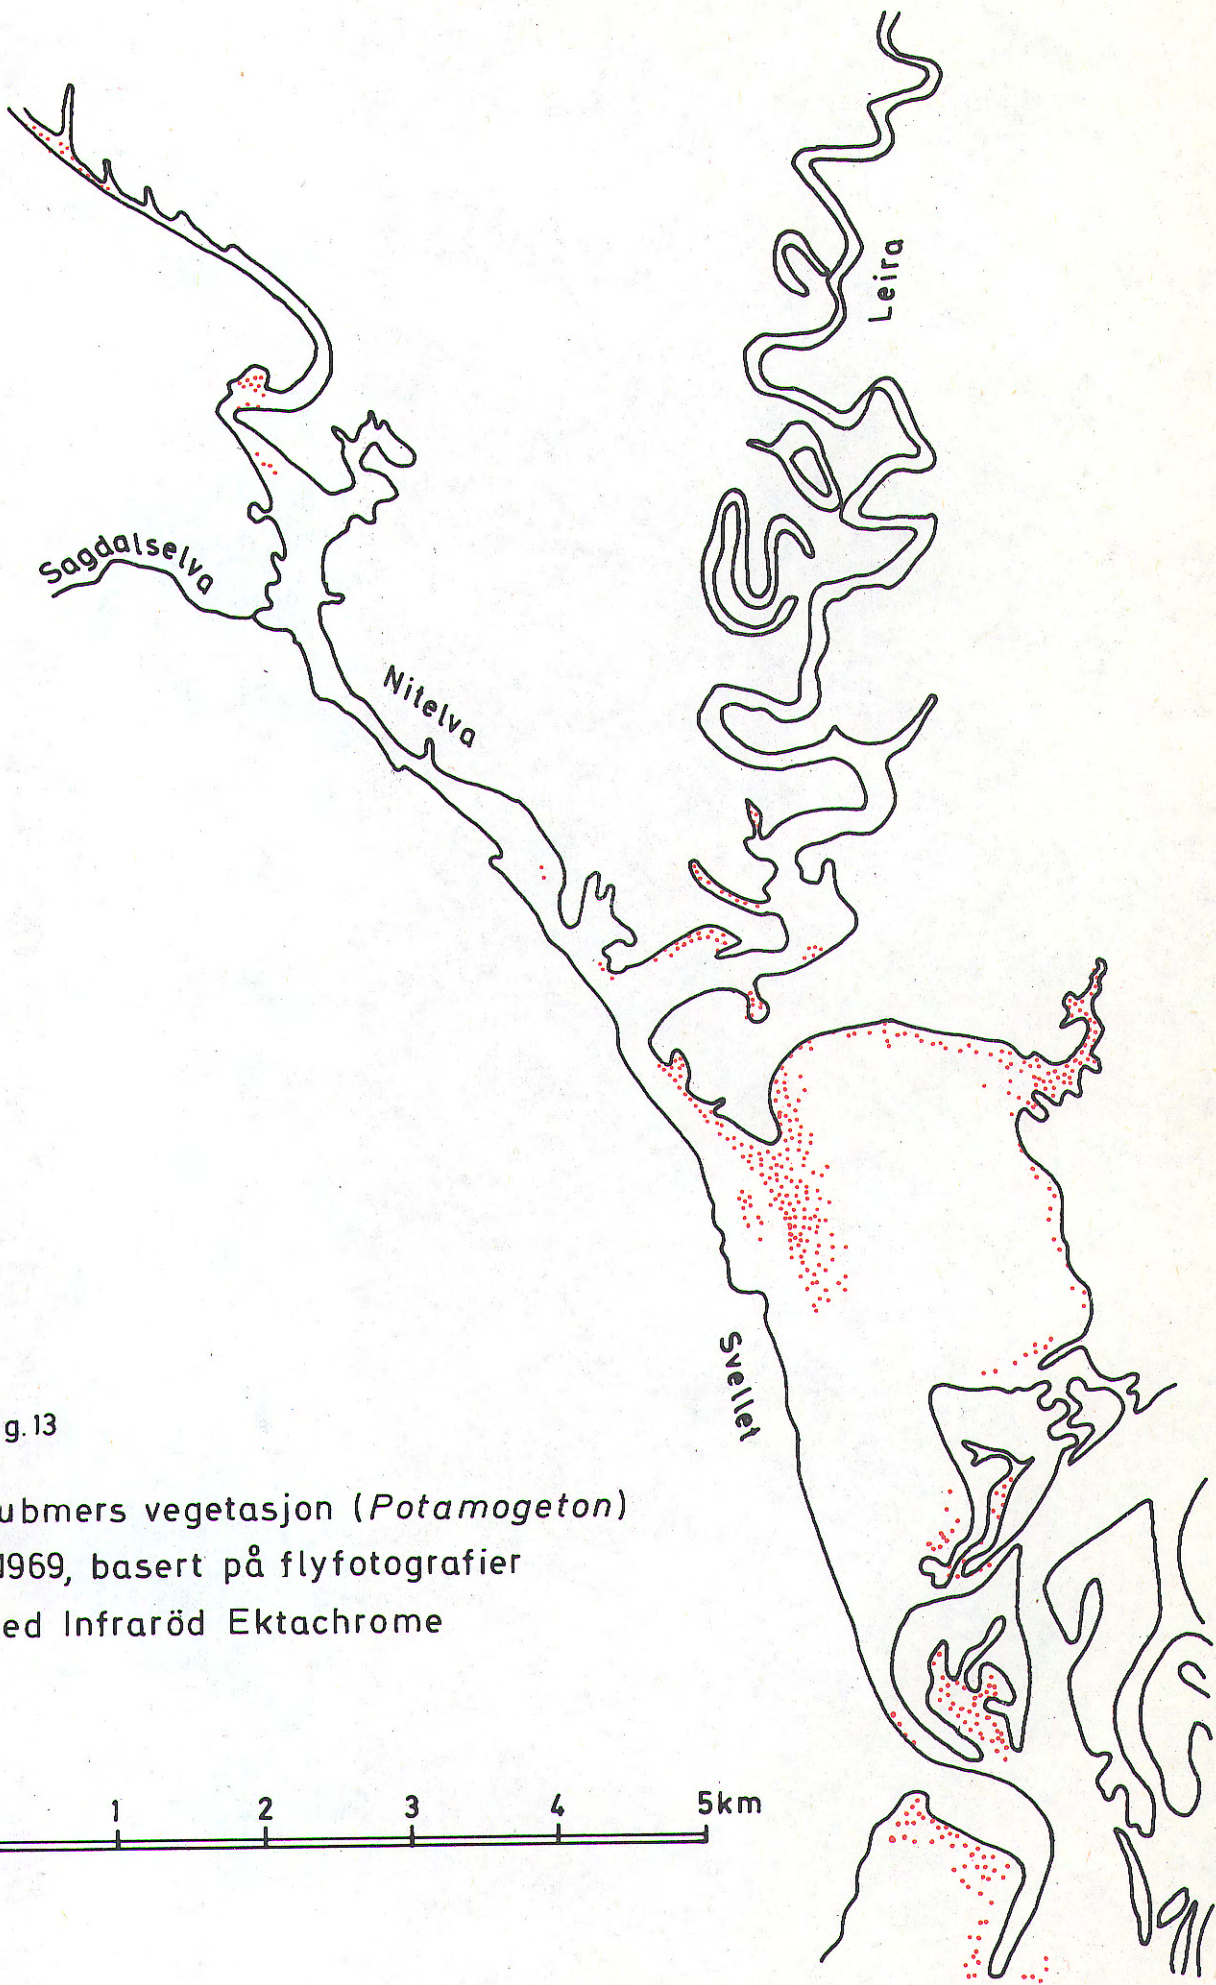 Leira
Sagdalselva
Nitelva
Svellet
g.13
ubmers vegetasjon (Potamogeton)
1969, basert på flyfotografier
ed Infraröd Ektachrome
1 2 3 4 5km